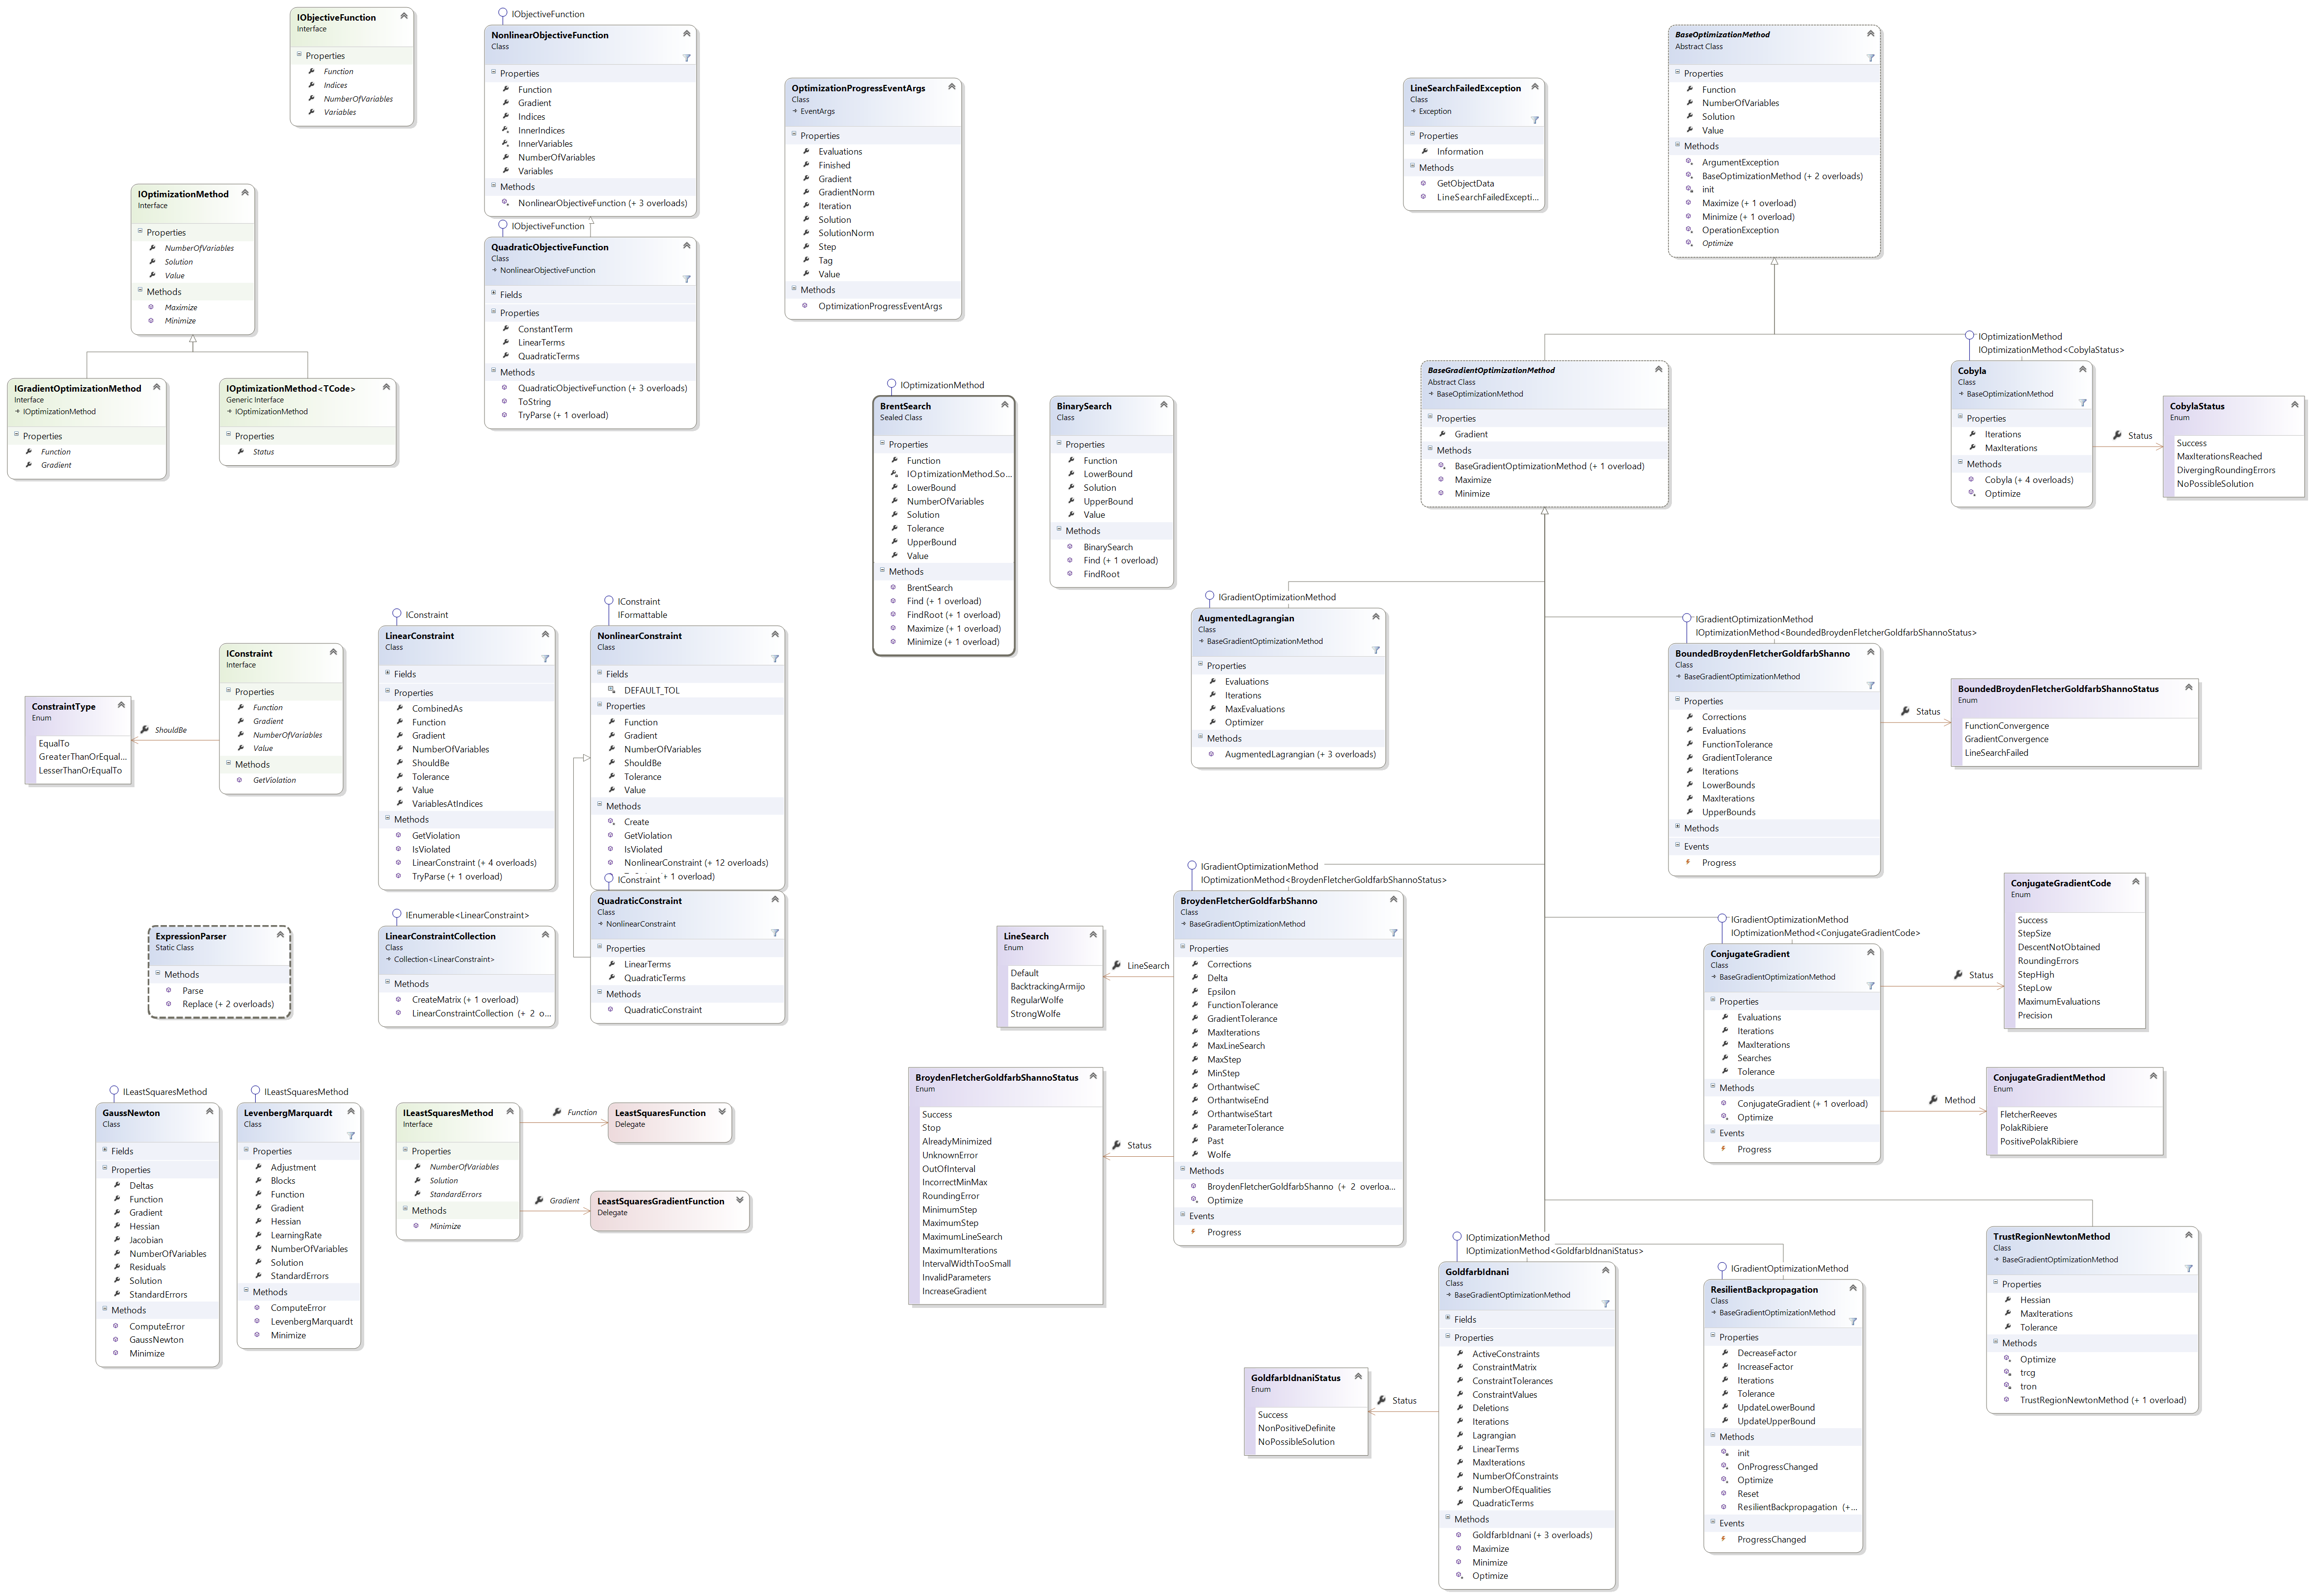 IObjectiveFunction
Interface
Properties
Function
Indices
NumberOfVariables
Variables
IObjectiveFunction
NonlinearObjectiveFunction
Class
Properties
Function
Gradient
Indices
InnerIndices
InnerVariables
NumberOfVariables
Variables
Methods
NonlinearObjectiveFunction (+ 3 overloads)
IObjectiveFunction
QuadraticObjectiveFunction
Class
NonlinearObjectiveFunction
Fields
Properties
ConstantTerm
LinearTerms
QuadraticTerms
Methods
QuadraticObjectiveFunction (+ 3 overloads)
ToString
TryParse (+ 1 overload)
OptimizationProgressEventArgs
Class
EventArgs
Properties
Evaluations
Finished
Gradient
GradientNorm
Iteration
Solution
SolutionNorm
Step
Tag
Value
Methods
OptimizationProgressEventArgs
LineSearchFailedException
Class
Exception
Properties
Information
Methods
GetObjectData
LineSearchFailedExcepti...
BaseOptimizationMethod
Abstract Class
Properties
Function
NumberOfVariables
Solution
Value
Methods
ArgumentException
BaseOptimizationMethod (+ 2 overloads)
init
Maximize (+ 1 overload)
Minimize (+ 1 overload)
OperationException
Optimize
IOptimizationMethod
Interface
Properties
NumberOfVariables
Solution
Value
Methods
Maximize
Minimize
IGradientOptimizationMethod
Interface
IOptimizationMethod
Properties
Function
Gradient
IOptimizationMethod<TCode>
Generic Interface
IOptimizationMethod
Properties
Status
IOptimizationMethod
BrentSearch
Sealed Class
Properties
Function
IOptimizationMethod.So...
LowerBound
NumberOfVariables
Solution
Tolerance
UpperBound
Value
Methods
BrentSearch
Find (+ 1 overload)
FindRoot (+ 1 overload)
Maximize (+ 1 overload)
Minimize (+ 1 overload)
BinarySearch
Class
Properties
Function
LowerBound
Solution
UpperBound
Value
Methods
BinarySearch
Find (+ 1 overload)
FindRoot
BaseGradientOptimizationMethod
Abstract Class
BaseOptimizationMethod
Properties
Gradient
Methods
BaseGradientOptimizationMethod (+ 1 overload)
Maximize
Minimize
IOptimizationMethod
IOptimizationMethod<CobylaStatus>
Cobyla
Class
BaseOptimizationMethod
Properties
Iterations
MaxIterations
Methods
Cobyla (+ 4 overloads)
Optimize
Status
CobylaStatus
Enum
Success
MaxIterationsReached
DivergingRoundingErrors
NoPossibleSolution
ConstraintType
Enum
EqualTo
GreaterThanOrEqual...
LesserThanOrEqualTo
ShouldBe
IConstraint
Interface
Properties
Function
Gradient
NumberOfVariables
Value
Methods
GetViolation
IConstraint
LinearConstraint
Class
Fields
Properties
CombinedAs
Function
Gradient
NumberOfVariables
ShouldBe
Tolerance
Value
VariablesAtIndices
Methods
GetViolation
IsViolated
LinearConstraint (+ 4 overloads)
TryParse (+ 1 overload)
IConstraint
IFormattable
NonlinearConstraint
Class
Fields
DEFAULT_TOL
Properties
Function
Gradient
NumberOfVariables
ShouldBe
Tolerance
Value
Methods
Create
GetViolation
IsViolated
NonlinearConstraint (+ 12 overloads)
+ 1 overload)
IConstraint
QuadraticConstraint
Class
NonlinearConstraint
Properties
LinearTerms
QuadraticTerms
Methods
QuadraticConstraint
IGradientOptimizationMethod
AugmentedLagrangian
Class
BaseGradientOptimizationMethod
Properties
Evaluations
Iterations
MaxEvaluations
Optimizer
Methods
AugmentedLagrangian (+ 3 overloads)
IGradientOptimizationMethod
IOptimizationMethod<BoundedBroydenFletcherGoldfarbShannoStatus>
BoundedBroydenFletcherGoldfarbShanno
Class
BaseGradientOptimizationMethod
Properties
Corrections
Evaluations
FunctionTolerance
GradientTolerance
Iterations
LowerBounds
MaxIterations
UpperBounds
Methods
Events
Progress
Status
BoundedBroydenFletcherGoldfarbShannoStatus
Enum
FunctionConvergence
GradientConvergence
LineSearchFailed
ExpressionParser
Static Class
Methods
Parse
Replace (+ 2 overloads)
IEnumerable<LinearConstraint>
LinearConstraintCollection
Class
Collection<LinearConstraint>
Methods
CreateMatrix (+ 1 overload)
LinearConstraintCollection (+ 2 o...
LineSearch
Enum
Default
BacktrackingArmijo
RegularWolfe
StrongWolfe
LineSearch
IGradientOptimizationMethod
IOptimizationMethod<BroydenFletcherGoldfarbShannoStatus>
BroydenFletcherGoldfarbShanno
Class
BaseGradientOptimizationMethod
Properties
Corrections
Delta
Epsilon
FunctionTolerance
GradientTolerance
MaxIterations
MaxLineSearch
MaxStep
MinStep
OrthantwiseC
OrthantwiseEnd
OrthantwiseStart
ParameterTolerance
Past
Wolfe
Methods
BroydenFletcherGoldfarbShanno (+ 2 overloa...
Optimize
Events
Progress
Status
BroydenFletcherGoldfarbShannoStatus
Enum
Success
Stop
AlreadyMinimized
UnknownError
OutOfInterval
IncorrectMinMax
RoundingError
MinimumStep
MaximumStep
MaximumLineSearch
MaximumIterations
IntervalWidthTooSmall
InvalidParameters
IncreaseGradient
IGradientOptimizationMethod
IOptimizationMethod<ConjugateGradientCode>
ConjugateGradient
Class
BaseGradientOptimizationMethod
Properties
Evaluations
Iterations
MaxIterations
Searches
Tolerance
Methods
ConjugateGradient (+ 1 overload)
Optimize
Events
Progress
Status
ConjugateGradientCode
Enum
Success
StepSize
DescentNotObtained
RoundingErrors
StepHigh
StepLow
MaximumEvaluations
Precision
Method
ConjugateGradientMethod
Enum
FletcherReeves
PolakRibiere
PositivePolakRibiere
ILeastSquaresMethod
GaussNewton
Class
Fields
Properties
Deltas
Function
Gradient
Hessian
Jacobian
NumberOfVariables
Residuals
Solution
StandardErrors
Methods
ComputeError
GaussNewton
Minimize
ILeastSquaresMethod
LevenbergMarquardt
Class
Properties
Adjustment
Blocks
Function
Gradient
Hessian
LearningRate
NumberOfVariables
Solution
StandardErrors
Methods
ComputeError
LevenbergMarquardt
Minimize
ILeastSquaresMethod
Interface
Properties
NumberOfVariables
Solution
StandardErrors
Methods
Minimize
Function
LeastSquaresFunction
Delegate
Gradient
LeastSquaresGradientFunction
Delegate
GoldfarbIdnaniStatus
Enum
Success
NonPositiveDefinite
NoPossibleSolution
Status
IOptimizationMethod
IOptimizationMethod<GoldfarbIdnaniStatus>
GoldfarbIdnani
Class
BaseGradientOptimizationMethod
Fields
Properties
ActiveConstraints
ConstraintMatrix
ConstraintTolerances
ConstraintValues
Deletions
Iterations
Lagrangian
LinearTerms
MaxIterations
NumberOfConstraints
NumberOfEqualities
QuadraticTerms
Methods
GoldfarbIdnani (+ 3 overloads)
Maximize
Minimize
Optimize
IGradientOptimizationMethod
ResilientBackpropagation
Class
BaseGradientOptimizationMethod
Properties
DecreaseFactor
IncreaseFactor
Iterations
Tolerance
UpdateLowerBound
UpdateUpperBound
Methods
init
OnProgressChanged
Optimize
Reset
ResilientBackpropagation (+...
Events
ProgressChanged
TrustRegionNewtonMethod
Class
BaseGradientOptimizationMethod
Properties
Hessian
MaxIterations
Tolerance
Methods
Optimize
trcg
tron
TrustRegionNewtonMethod (+ 1 overload)